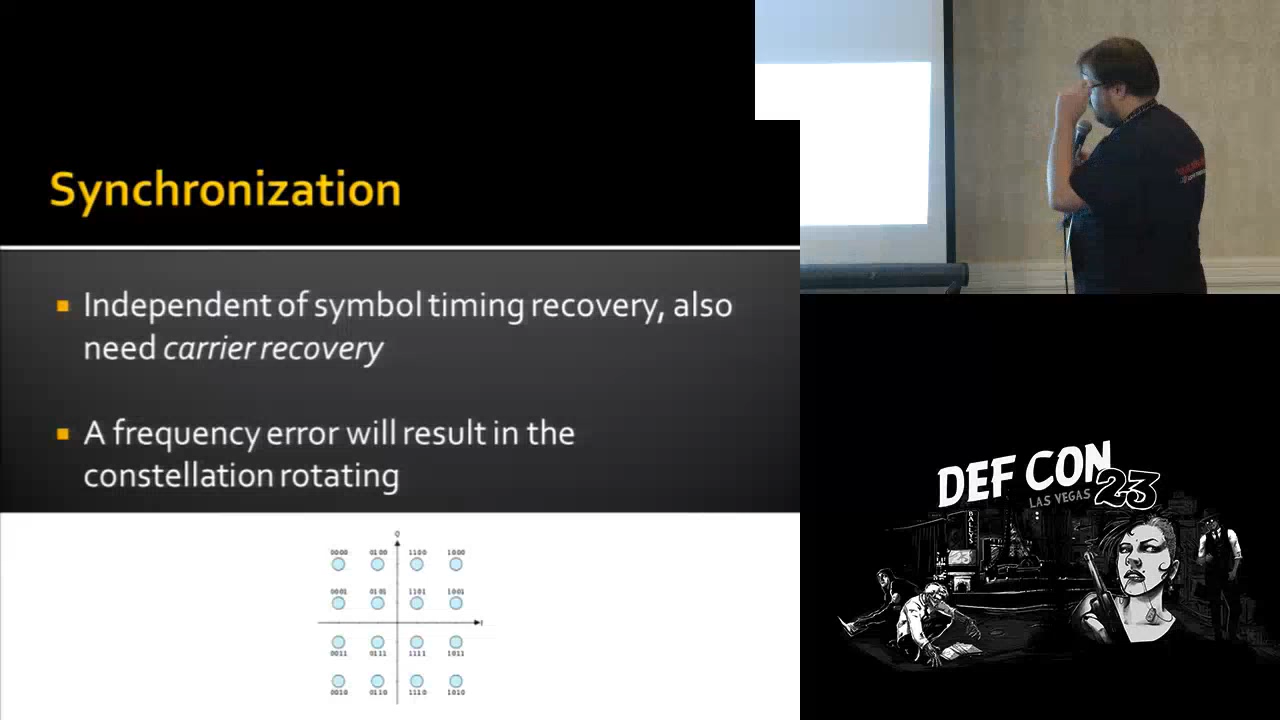 Synchronization
Independent of symbol timing recovery, also
need carrier recovery
A frequency error will result in the
constellation rotating
Q
0000 0100 1100 1000
0001 0101 1101 1001
I
0011 0111 1111 1011
0010 0110 1110 1010
DEF CON
LAS VEGAS 23
BALLYS
23